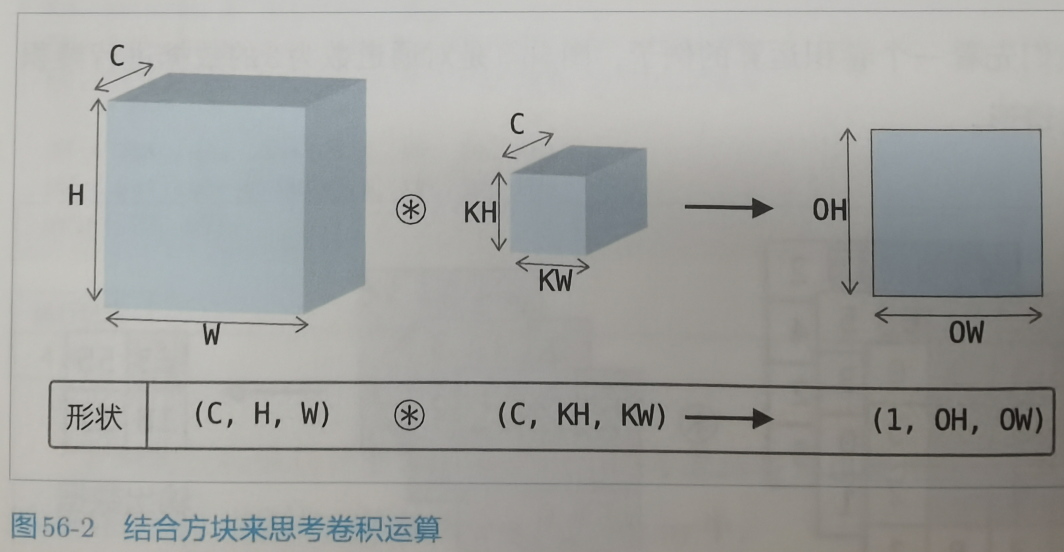 C
H
W
⊛
C
KH
KW
OH
OW
形状 (C, H, W) ⊛ (C, KH, KW) → (1, OH, OW)
图56-2 结合方块来思考卷积运算